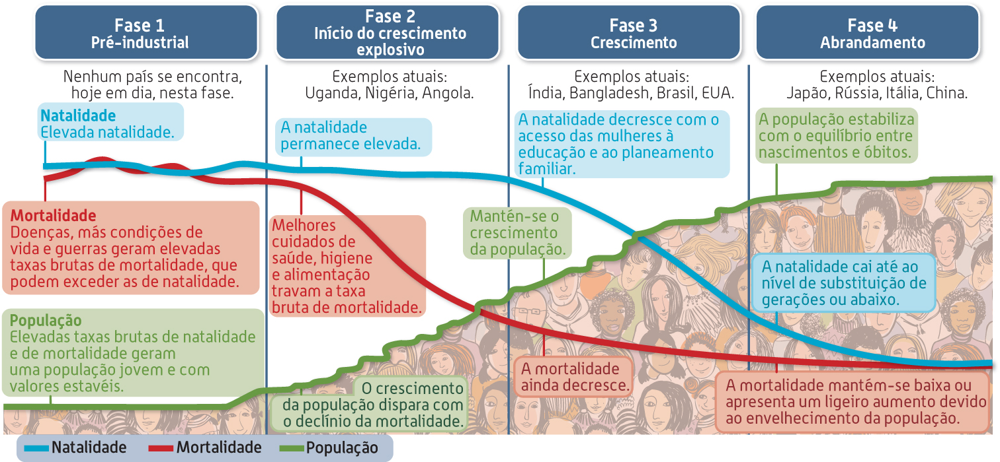 Fase 1
Pré-industrial
Fase 2
Início do crescimento
explosivo
Fase 3
Crescimento
Fase 4
Abrandamento
Nenhum país se encontra,
hoje em dia, nesta fase.
Exemplos atuais:
Uganda, Nigéria, Angola.
Exemplos atuais:
Índia, Bangladesh, Brasil, EUA.
Exemplos atuais:
Japão, Rússia, Itália, China.
Natalidade
Elevada natalidade.
A natalidade
permanece elevada.
A natalidade decresce com o
acesso das mulheres à
educação e ao planeamento
familiar.
A população estabiliza
com o equilíbrio entre
nascimentos e óbitos.
Mortalidade
Doenças, más condições de
vida e guerras geram elevadas
taxas brutas de mortalidade, que
podem exceder as de natalidade.
Melhores
cuidados de
saúde, higiene
e alimentação
travam a taxa
bruta de mortalidade.
Mantén-se o
crescimento
da população.
A natalidade cai até ao
nível de substituição de
gerações ou abaixo.
População
Elevadas taxas brutas de natalidade
e de mortalidade geram
uma população jovem e com
valores estavéis.
O crescimento
da população dispara com
o declínio da mortalidade.
A mortalidade
ainda decresce.
A mortalidade mantém-se baixa ou
apresenta um ligeiro aumento devido
ao envelhecimento da população.
Natalidade
Mortalidade
População